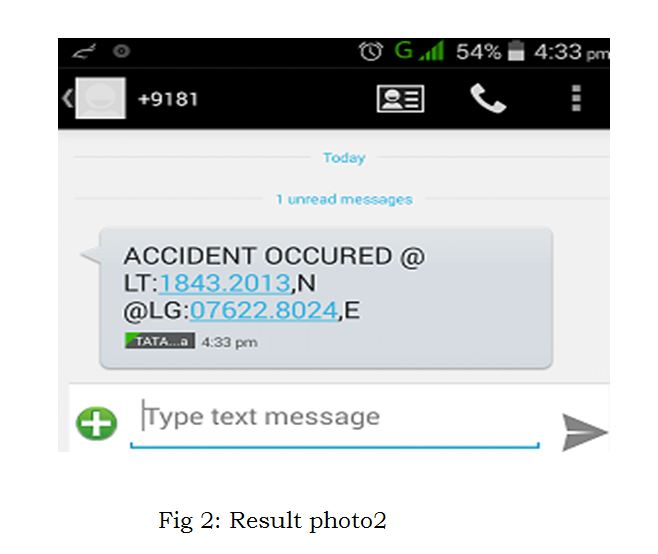 G 54% 4:33 pm
+9181
Today
1 unread messages
ACCIDENT OCCURED @
LT:1843.2013,N
@LG:07622.8024,E
TATA...a 4:33 pm
Type text message
Fig 2: Result photo2